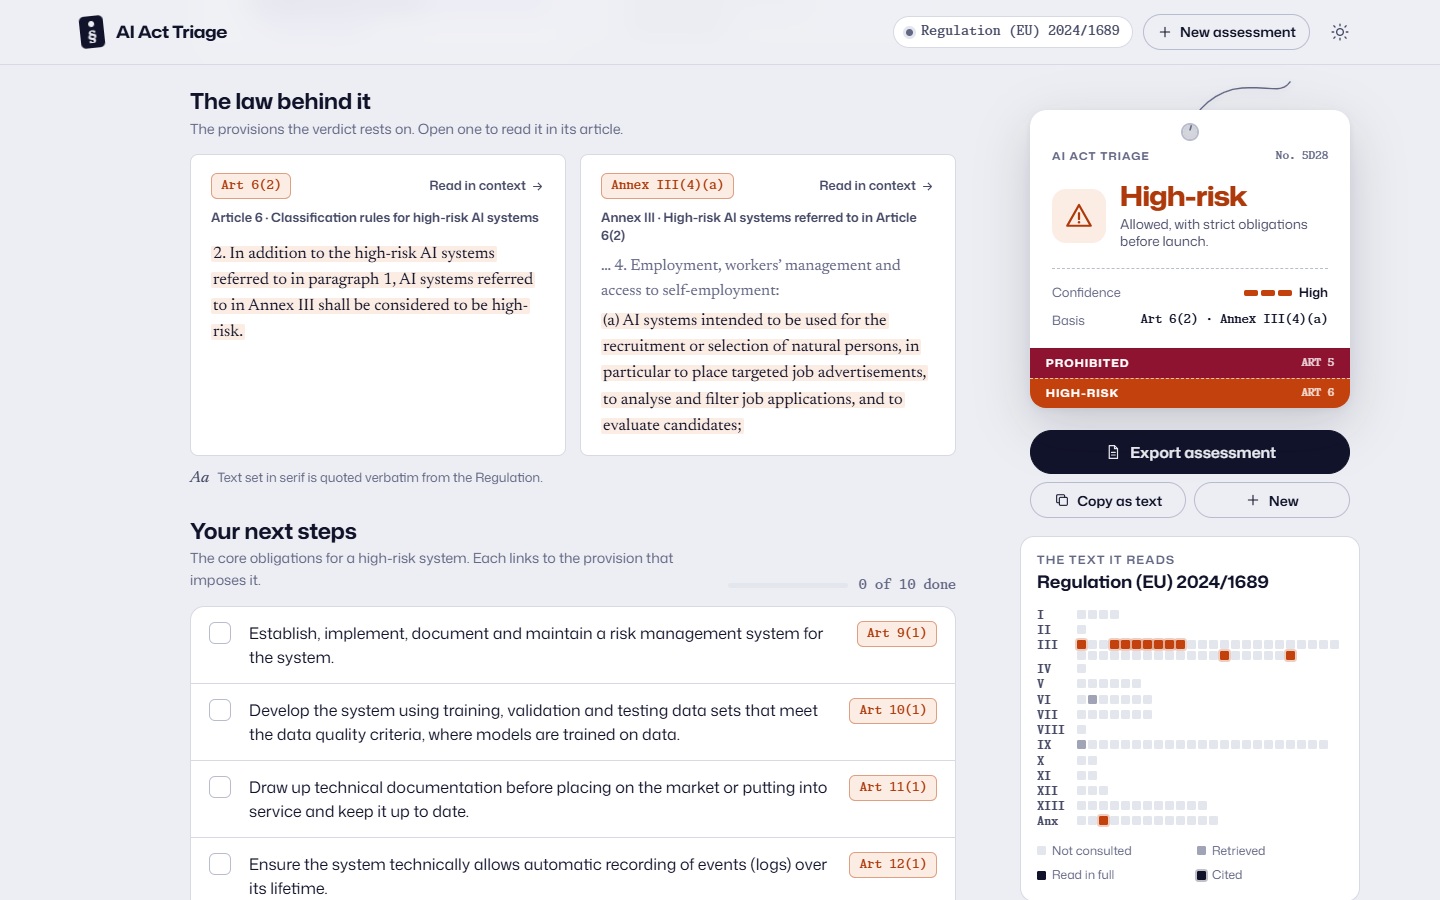 §
AI Act Triage
Regulation (EU) 2024/1689
New assessment
The law behind it
The provisions the verdict rests on. Open one to read it in its article.
Art 6(2)
Read in context →
Article 6 · Classification rules for high-risk AI systems
2. In addition to the high-risk AI systems
referred to in paragraph 1, AI systems referred
to in Annex III shall be considered to be high-
risk.
Annex III(4)(a)
Read in context →
Annex III · High-risk AI systems referred to in Article
6(2)
... 4. Employment, workers’ management and
access to self-employment:
(a) AI systems intended to be used for the
recruitment or selection of natural persons, in
particular to place targeted job advertisements,
to analyse and filter job applications, and to
evaluate candidates;
Aa Text set in serif is quoted verbatim from the Regulation.
Your next steps
The core obligations for a high-risk system. Each links to the provision that
imposes it.
0 of 10 done
Establish, implement, document and maintain a risk management system for
the system.
Art 9(1)
Develop the system using training, validation and testing data sets that meet
the data quality criteria, where models are trained on data.
Art 10(1)
Draw up technical documentation before placing on the market or putting into
service and keep it up to date.
Art 11(1)
Ensure the system technically allows automatic recording of events (logs) over
its lifetime.
Art 12(1)
AI ACT TRIAGE
No. 5D28
High-risk
Allowed, with strict obligations
before launch.
Confidence
High
Basis
Art 6(2) · Annex III(4)(a)
PROHIBITED
ART 5
HIGH-RISK
ART 6
Export assessment
Copy as text
New
THE TEXT IT READS
Regulation (EU) 2024/1689
I
II
III
IV
V
VI
VII
VIII
IX
X
XI
XII
XIII
Anx
Not consulted
Retrieved
Read in full
Cited